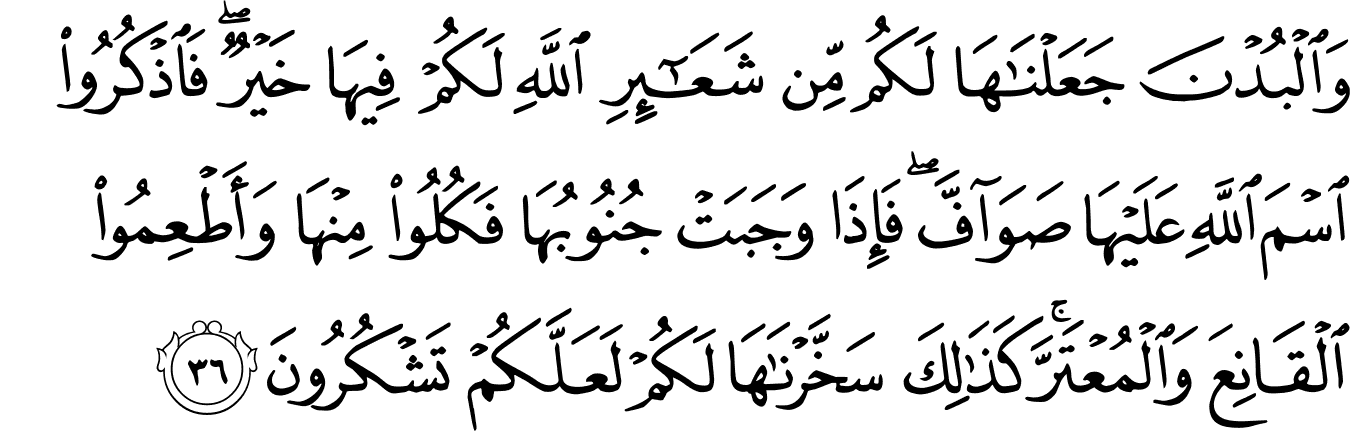 وَٱلْبُدْنَ جَعَلْنَٰهَا لَكُم مِّن شَعَٰٓئِرِ ٱللَّهِ لَكُمْ فِيهَا خَيْرٌ ۖ فَٱذْكُرُوا۟
ٱسْمَ ٱللَّهِ عَلَيْهَا صَوَآفَّ ۖ فَإِذَا وَجَبَتْ جُنُوبُهَا فَكُلُوا۟ مِنْهَا وَأَطْعِمُوا۟
ٱلْقَانِعَ وَٱلْمُعْتَرَّ ۚ كَذَٰلِكَ سَخَّرْنَٰهَا لَكُمْ لَعَلَّكُمْ تَشْكُرُونَ ٣٦